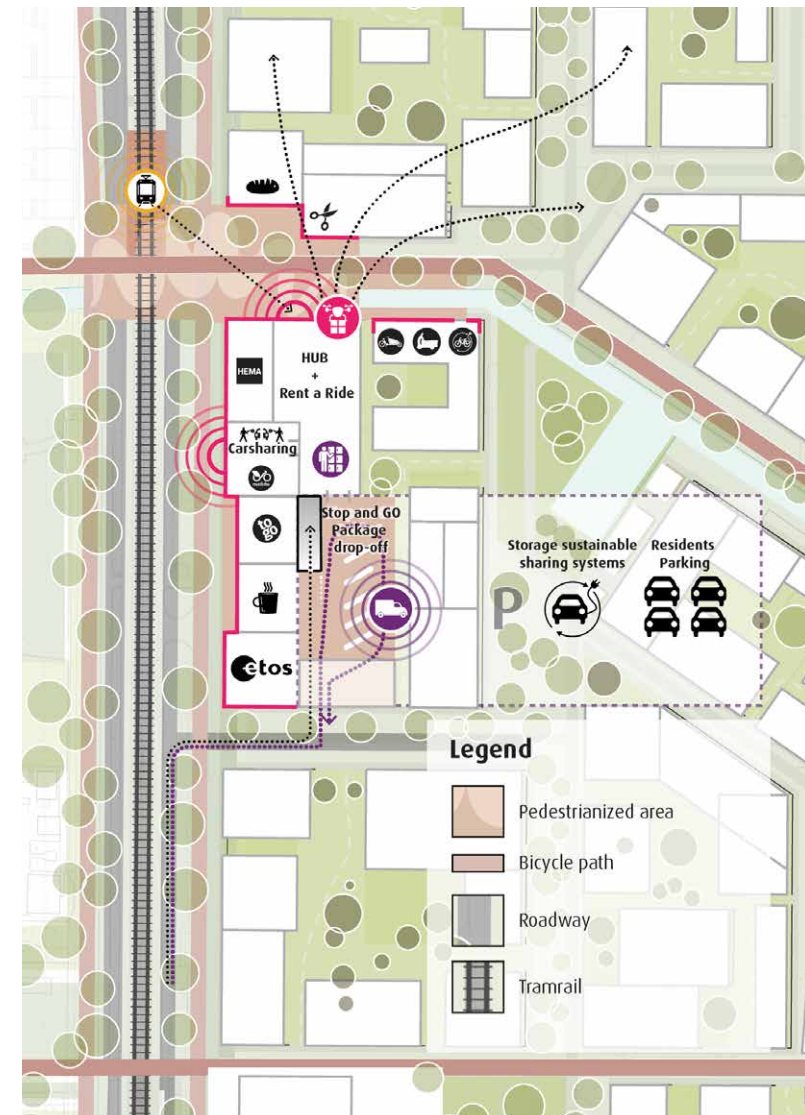 HUB
+
Rent a Ride
HEMA
Carsharing
to
go
Stop and GO
Package
drop-off
Storage sustainable
sharing systems
Residents
Parking
P
etos
Legend
Pedestrianized area
Bicycle path
Roadway
Tramrail